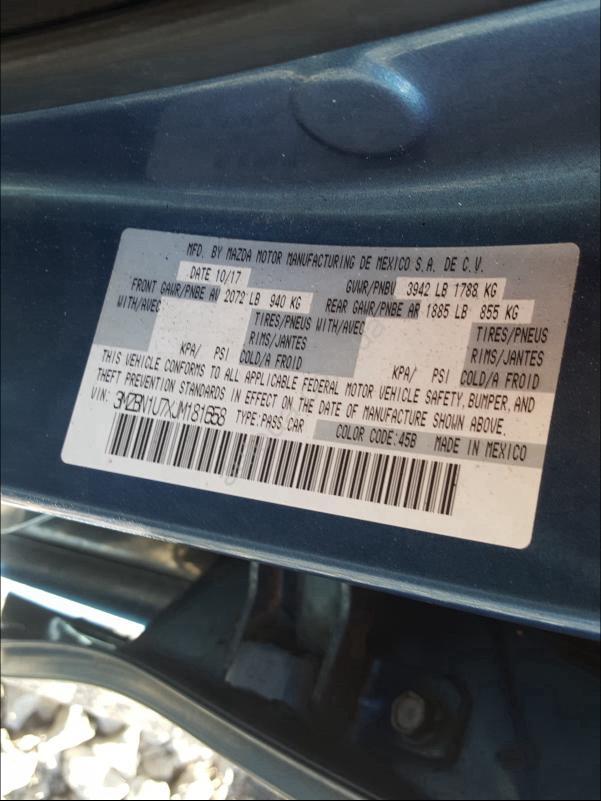 MFD. BY MAZDA MOTOR MANUFACTURING DE MEXICO S.A. DE C.V.
DATE 10/17 GVWR/PNBV 3942 LB 1788 KG
FRONT GAWR/PNBE AV 2072 LB 940 KG REAR GAWR/PNBE AR 1885 LB 855 KG
WITH/AVEC TIRES/PNEUS WITH/AVEC TIRES/PNEUS
RIMS/JANTES RIMS/JANTES
KPA/ PSI COLD/A FROID KPA/ PSI COLD/A FROID
THIS VEHICLE CONFORMS TO ALL APPLICABLE FEDERAL MOTOR VEHICLE SAFETY, BUMPER, AND
THEFT PREVENTION STANDARDS IN EFFECT ON THE DATE OF MANUFACTURE SHOWN ABOVE.
VIN: 3MZBN1U7XJM181658 TYPE:PASS CAR
COLOR CODE:45B MADE IN MEXICO